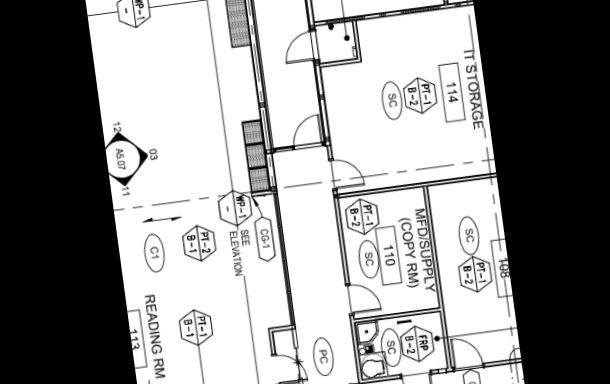 WP-1
-
12
03
A5.07
11
IT STORAGE
114
PT-1
B-2
SC
WP-1
-
SEE
ELEVATION
CG-1
PT-2
B-1
C1
PT-1
B-1
READING RM
113
PT-1
B-2
MFD/SUPPLY
(COPY RM)
110
SC
SC
PT-1
B-2
108
FRP
B-2
SC
PC